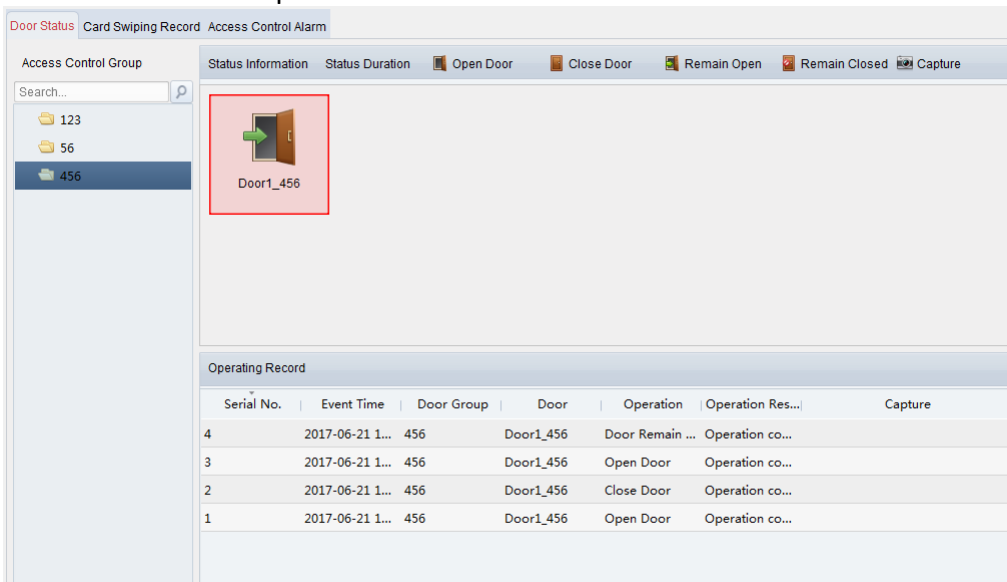 Door Status Card Swiping Record Access Control Alarm
Access Control Group
Status Information Status Duration Open Door Close Door Remain Open Remain Closed Capture
Search...
123
56
456
Door1_456
Operating Record
Serial No. Event Time Door Group Door Operation Operation Res... Capture
4 2017-06-21 1... 456 Door1_456 Door Remain ... Operation co...
3 2017-06-21 1... 456 Door1_456 Open Door Operation co...
2 2017-06-21 1... 456 Door1_456 Close Door Operation co...
1 2017-06-21 1... 456 Door1_456 Open Door Operation co...